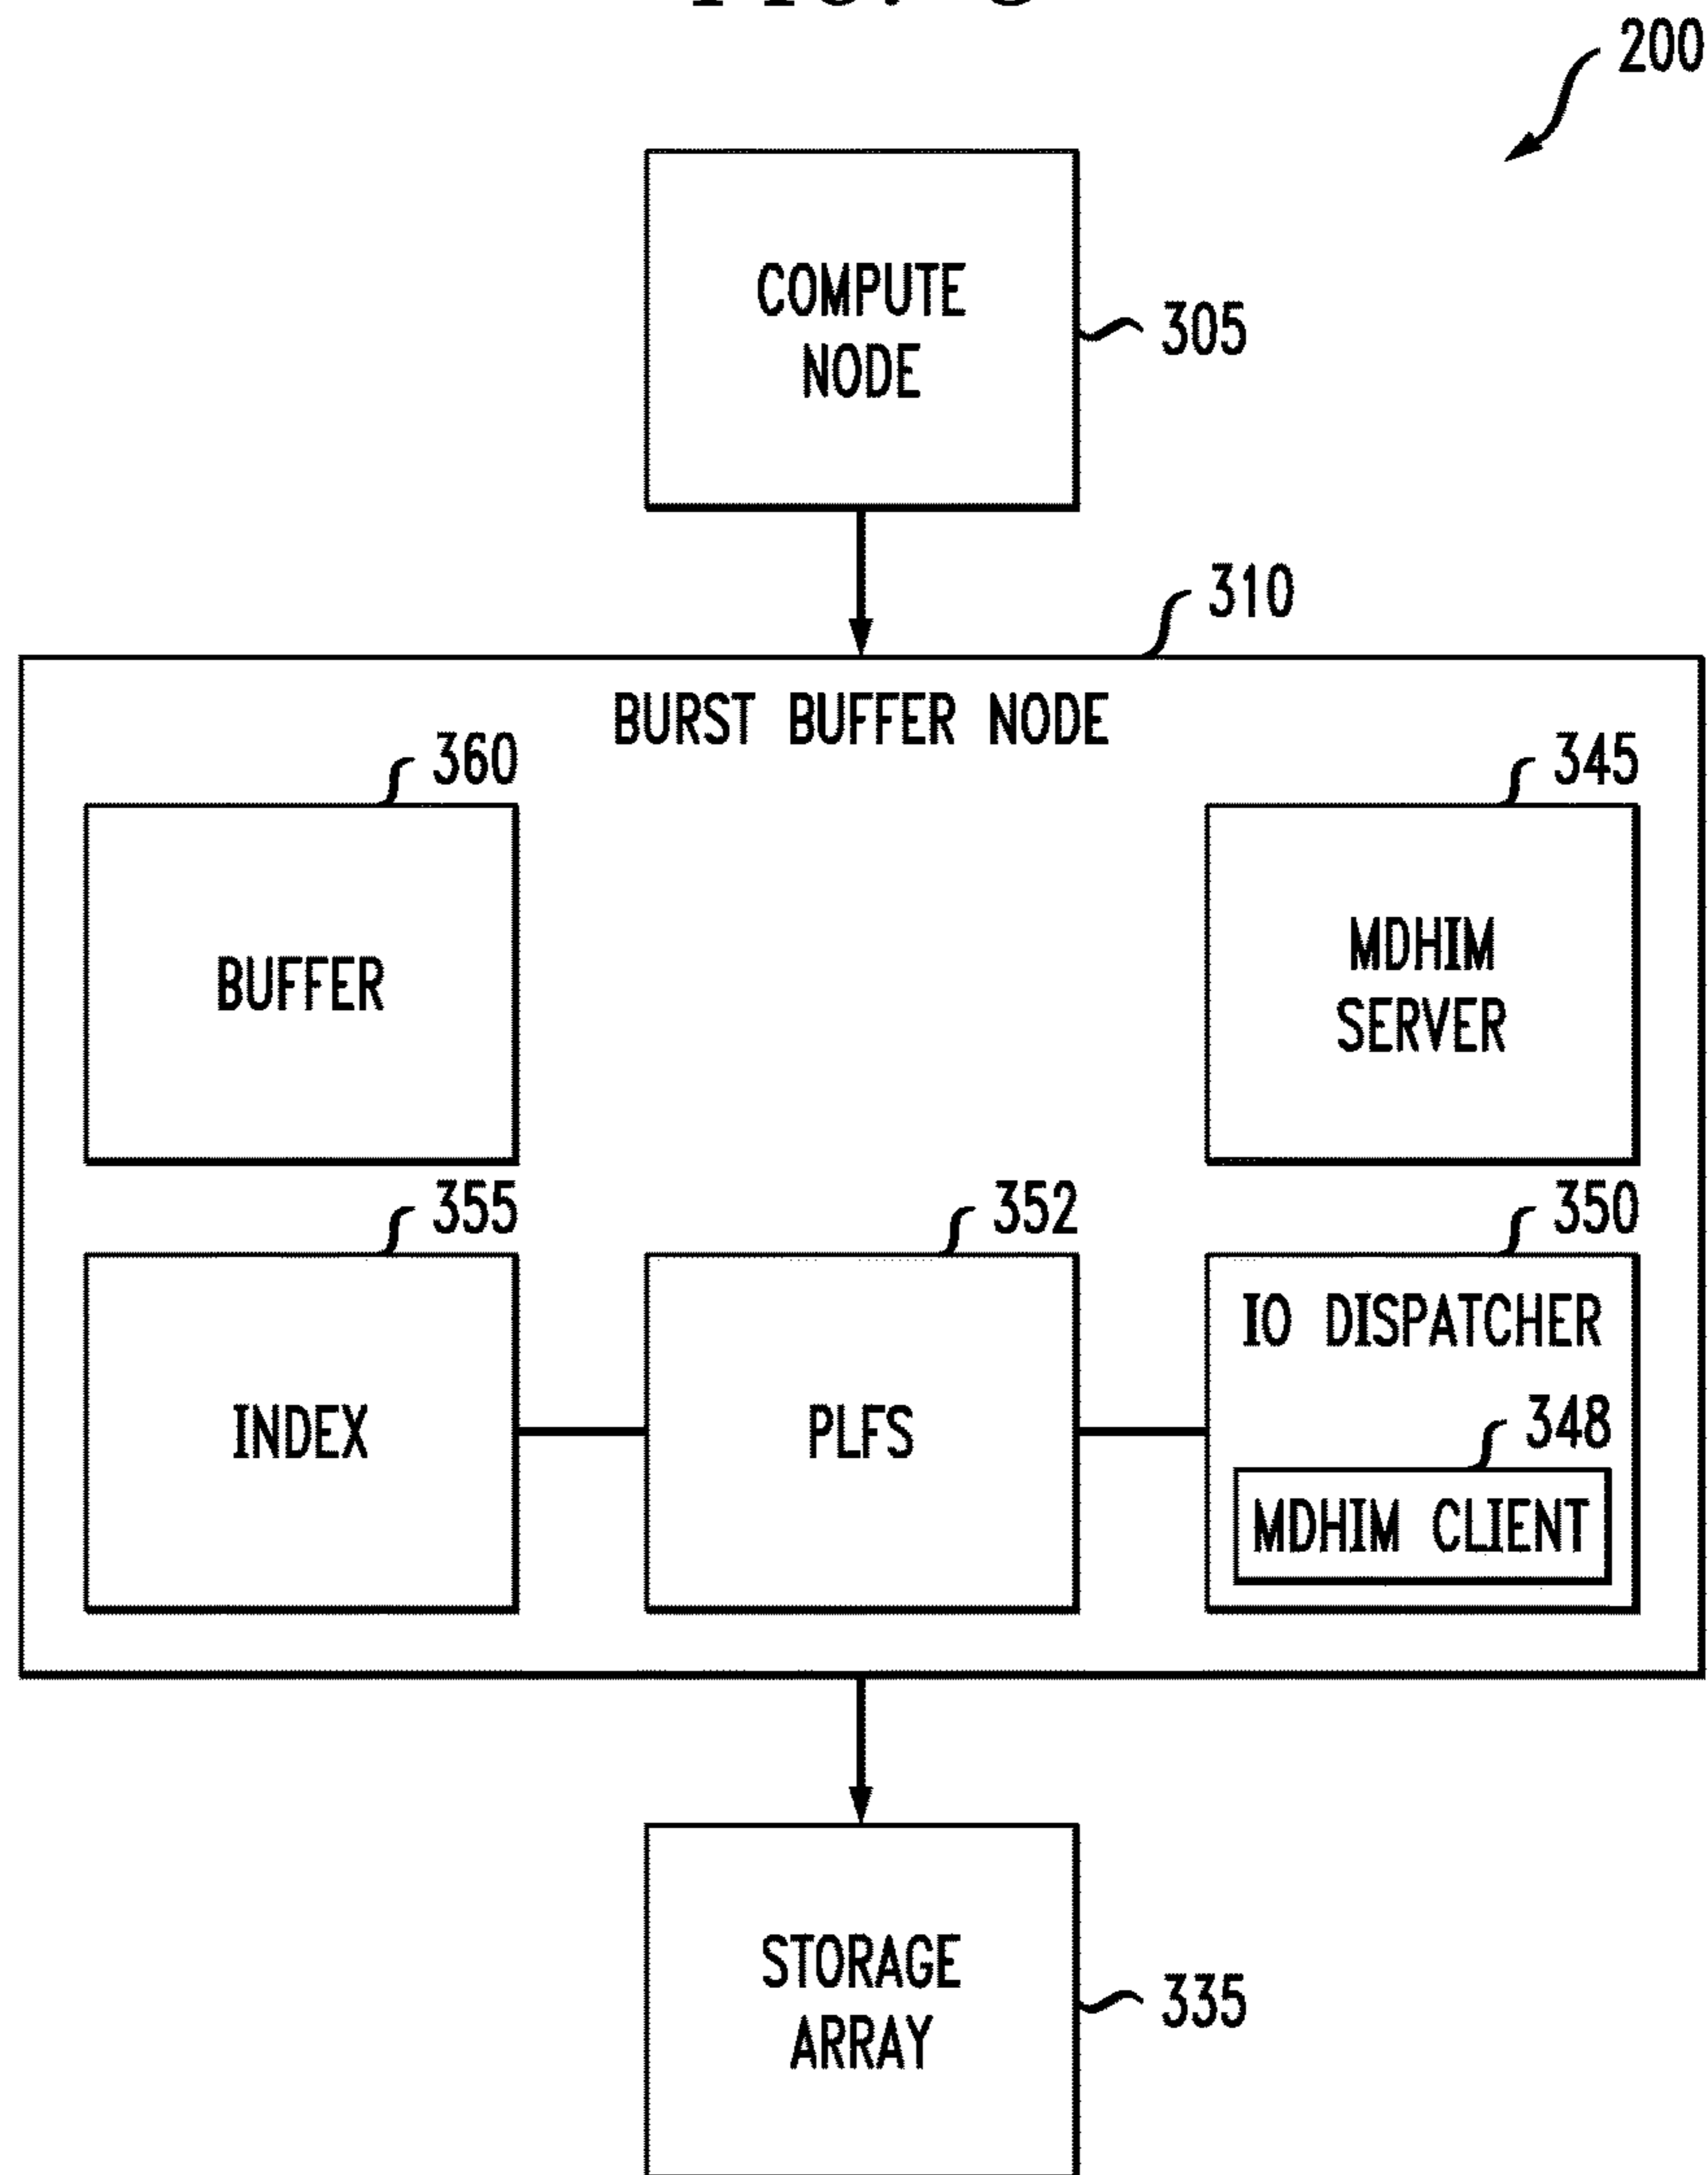 200
COMPUTE
NODE
305
310
BURST BUFFER NODE
360
345
BUFFER
MDHIM
SERVER
355
352
350
INDEX
PLFS
IO DISPATCHER
348
MDHIM CLIENT
STORAGE
ARRAY
335